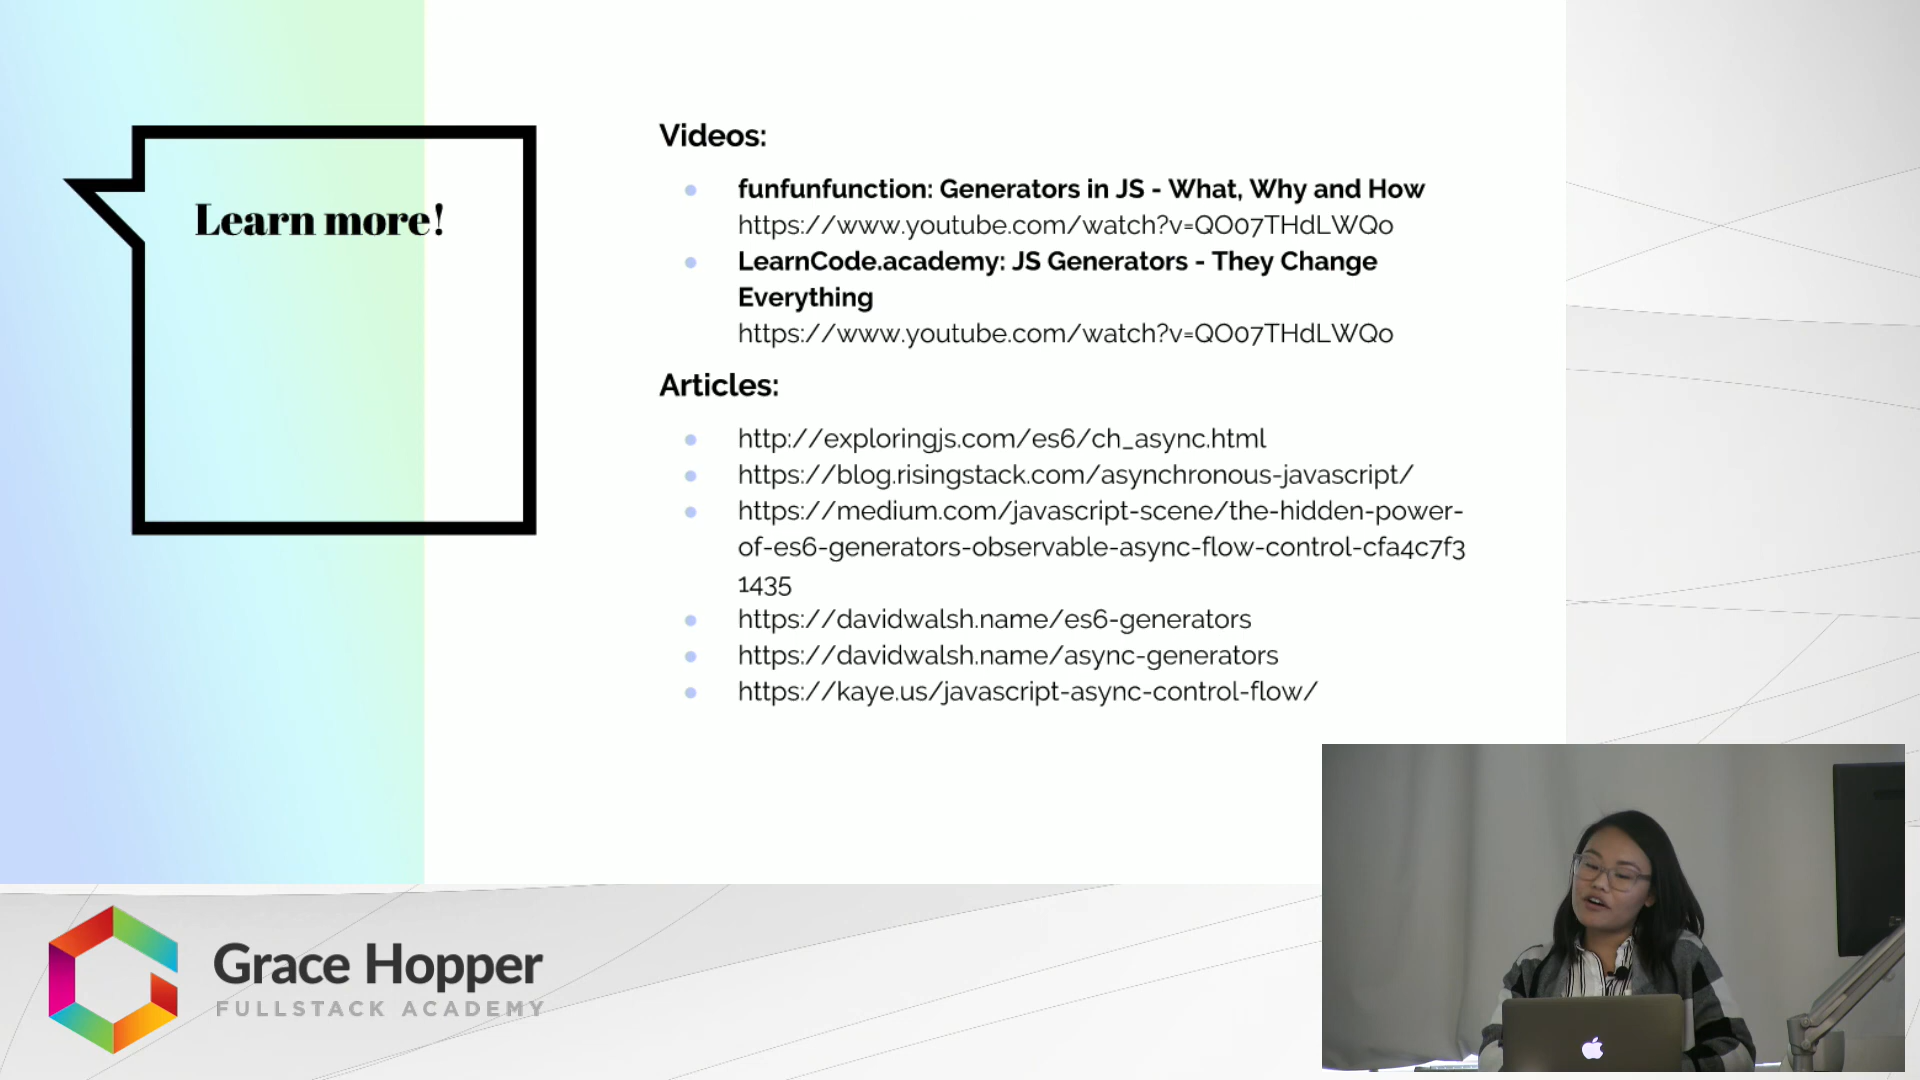 Learn more!
Videos:
funfunfunction: Generators in JS - What, Why and How
https://www.youtube.com/watch?v=QO07THdLWQo
LearnCode.academy: JS Generators - They Change
Everything
https://www.youtube.com/watch?v=QO07THdLWQo
Articles:
http://exploringjs.com/es6/ch_async.html
https://blog.risingstack.com/asynchronous-javascript/
https://medium.com/javascript-scene/the-hidden-power-
of-es6-generators-observable-async-flow-control-cfa4c7f3
1435
https://davidwalsh.name/es6-generators
https://davidwalsh.name/async-generators
https://kaye.us/javascript-async-control-flow/
Grace Hopper
FULLSTACK ACADEMY